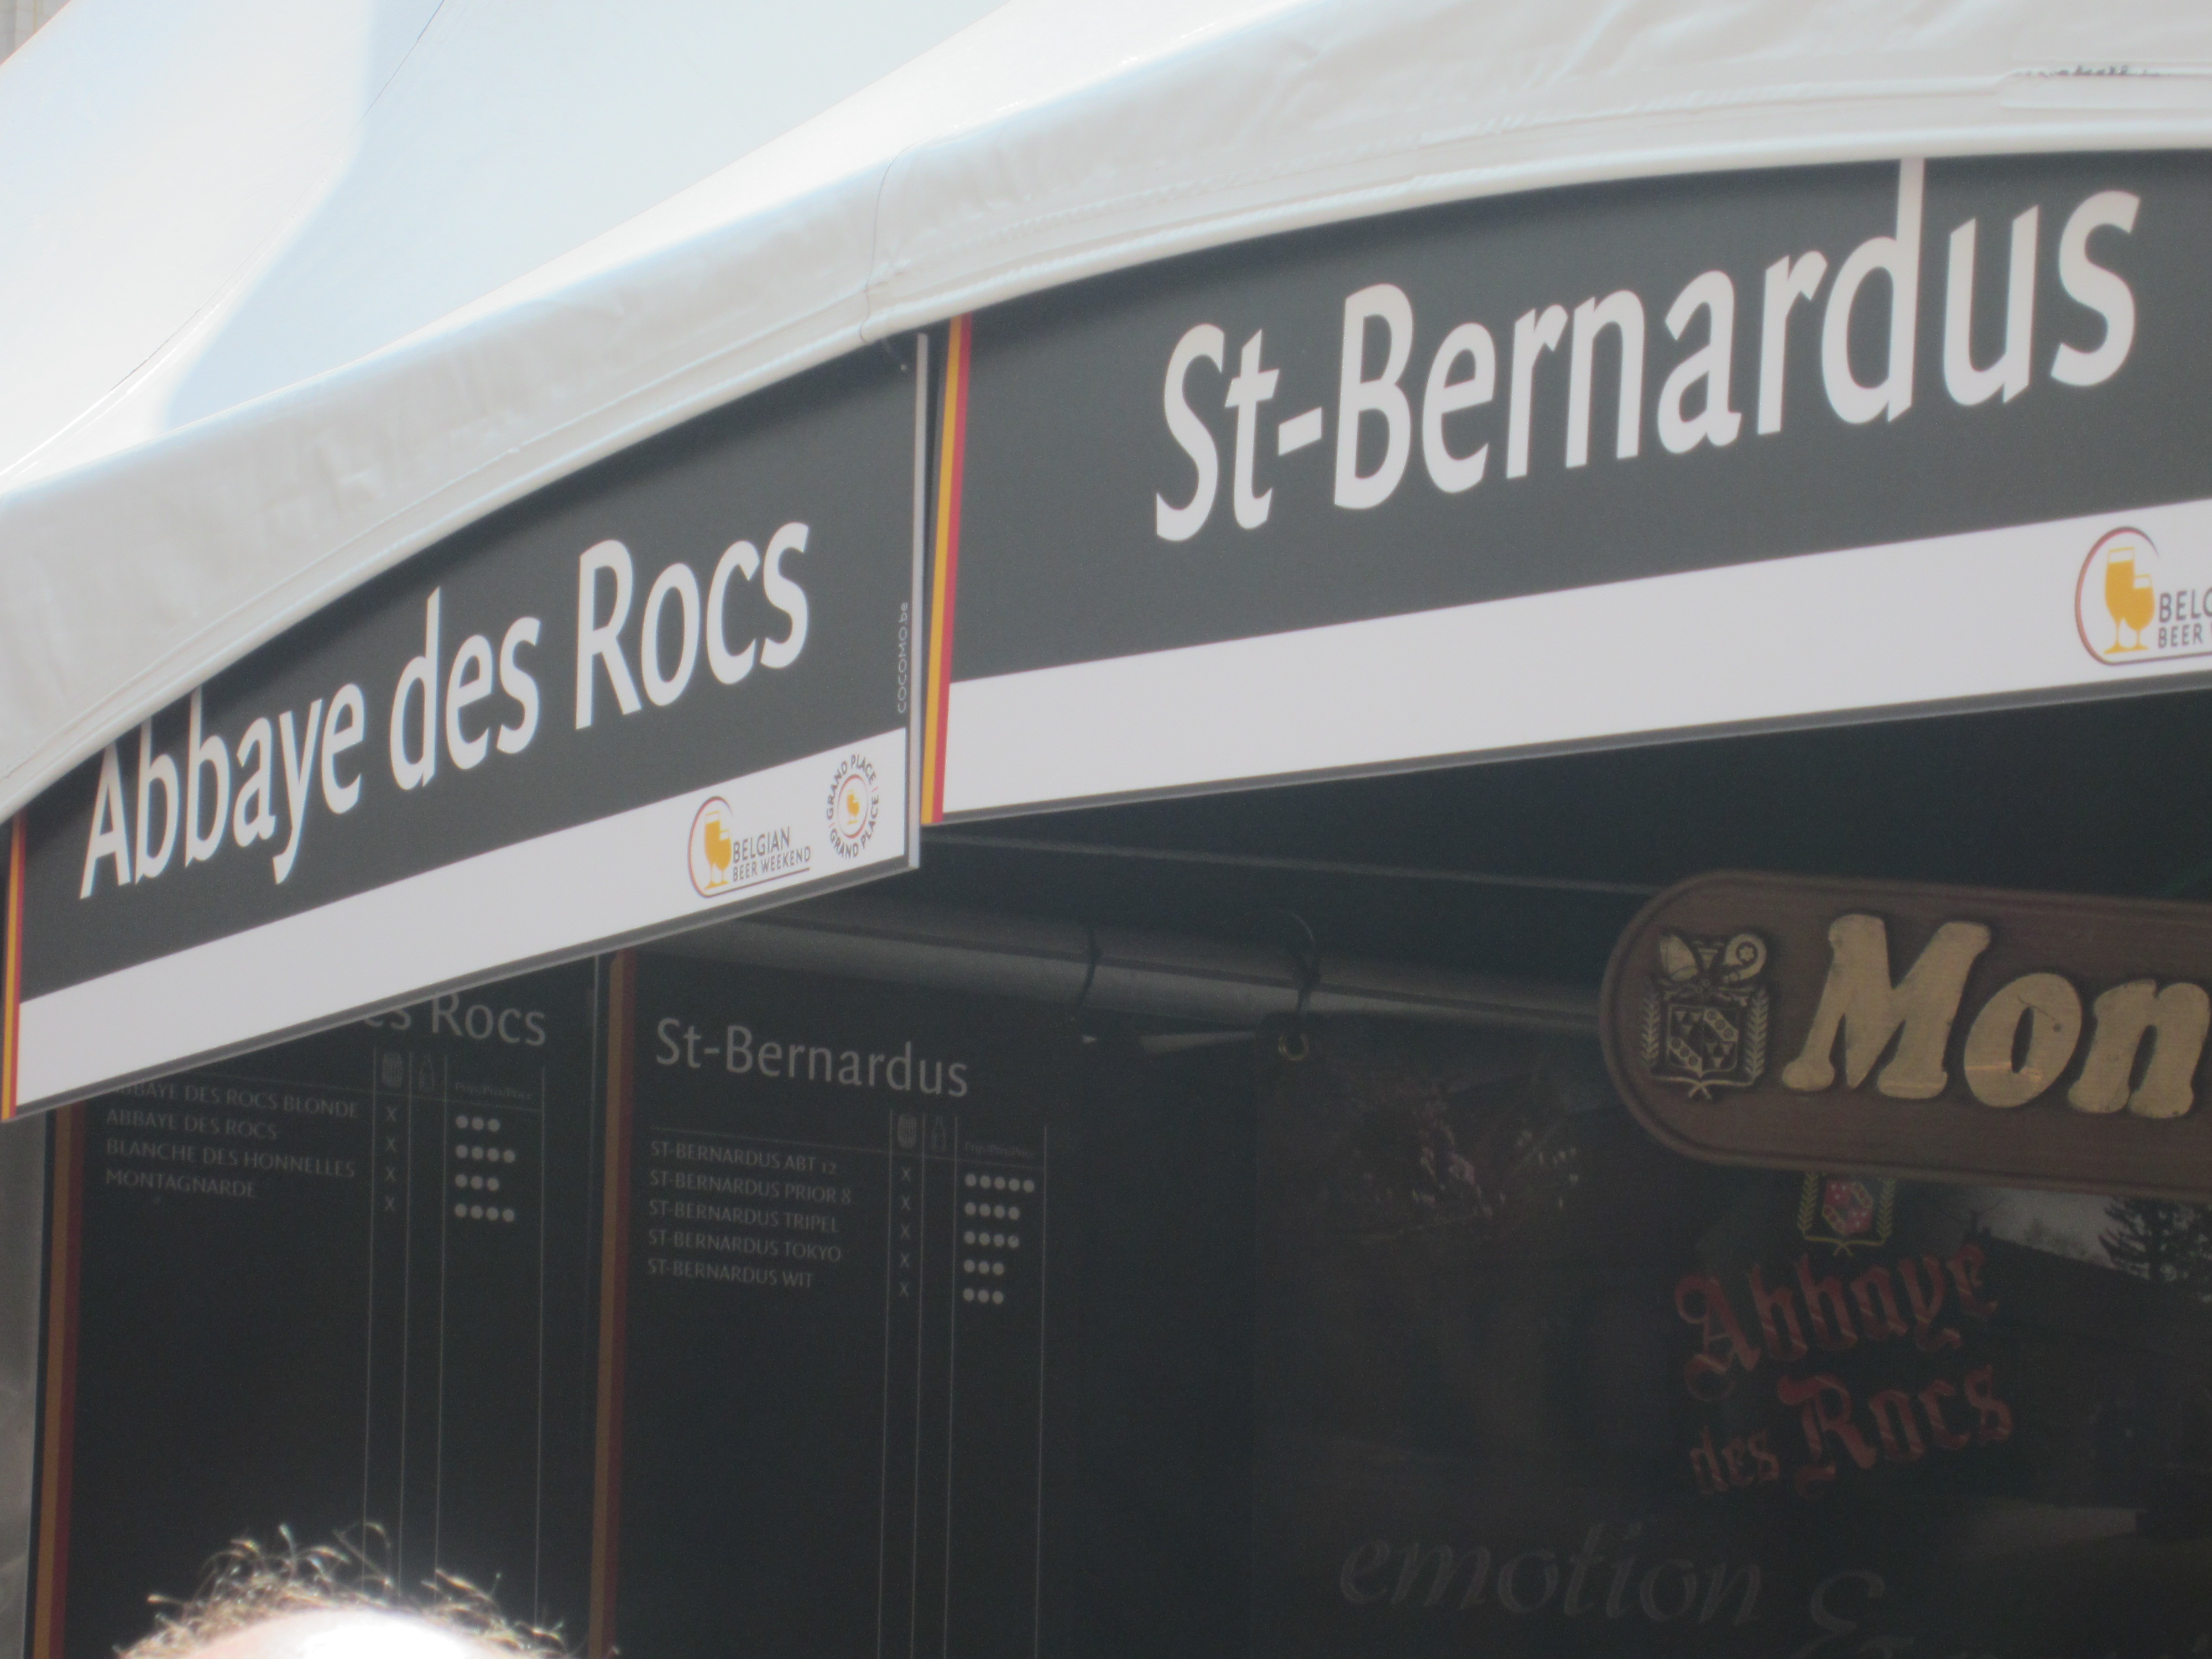 St-Bernardus
Abbaye des Rocs
COCOMO.be
BELGIAN
BEER WEEKEND
GRAND PLACE
GRAND PLACE
BEER
Mon
es Rocs
ABBAYE DES ROCS BLONDE X
ABBAYE DES ROCS X
BLANCHE DES HONNELLES X
MONTAGNARDE X
St-Bernardus
ST-BERNARDUS ABT 12 X
ST-BERNARDUS PRIOR 8 X
ST-BERNARDUS TRIPEL X
ST-BERNARDUS TOKYO X
ST-BERNARDUS WIT X
Abbaye
des Rocs
emotion &